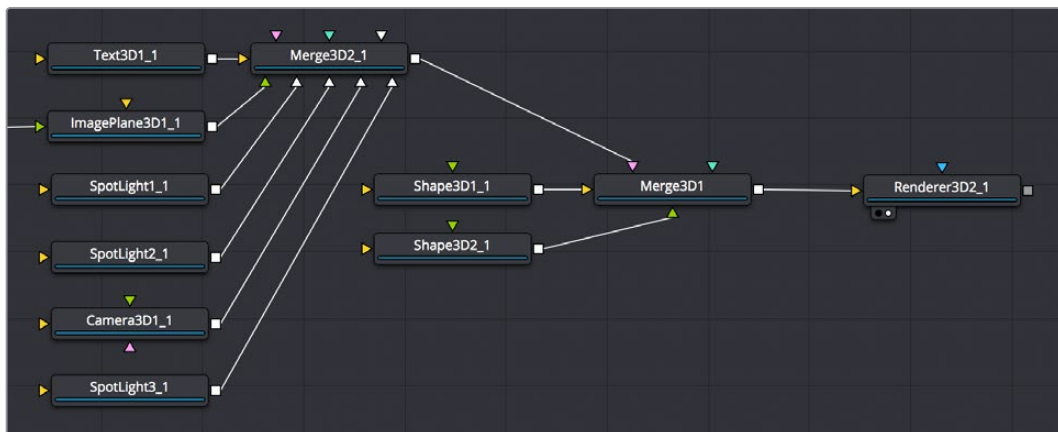 Text3D1_1
Merge3D2_1
ImagePlane3D1_1
SpotLight1_1
Shape3D1_1
Merge3D1
Renderer3D2_1
SpotLight2_1
Shape3D2_1
Camera3D1_1
SpotLight3_1